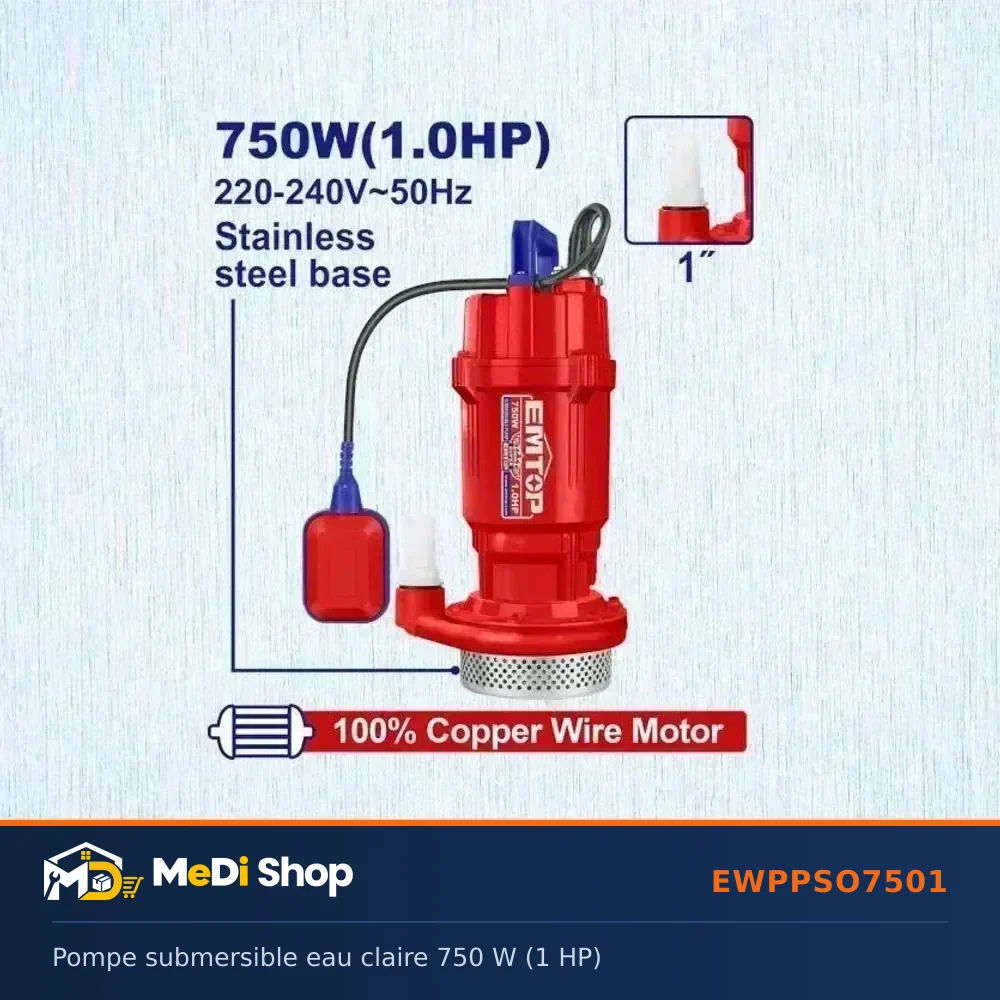 750W(1.0HP)
220-240V~50Hz
Stainless
steel base
1″
EMTOP
750W
1.0HP
100% Copper Wire Motor
MeDi Shop
EWPPSO7501
Pompe submersible eau claire 750 W (1 HP)